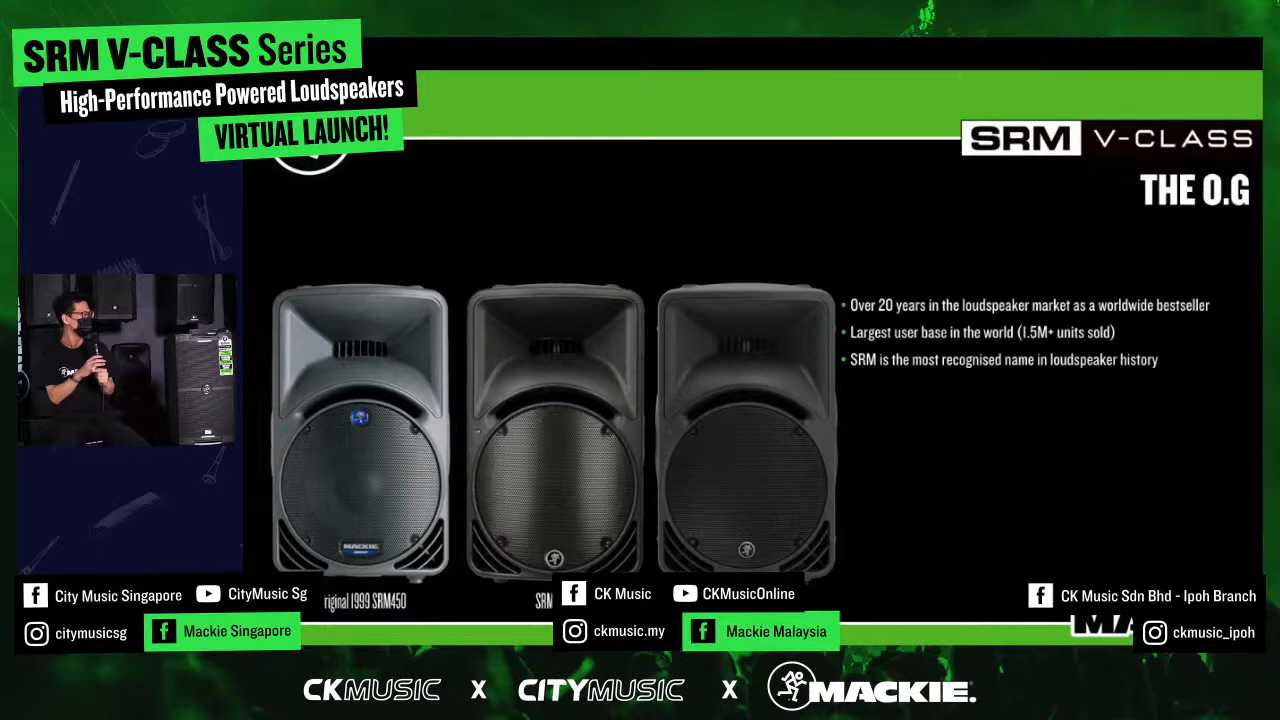 SRM V-CLASS Series
High-Performance Powered Loudspeakers
VIRTUAL LAUNCH!
SRM V-CLASS
THE O.G
• Over 20 years in the loudspeaker market as a worldwide bestseller
• Largest user base in the world (1.5M+ units sold)
• SRM is the most recognised name in loudspeaker history
MACKIE.
riginal 1999 SRM450
SRM
City Music Singapore
CityMusic Sg
citymusicsg
Mackie Singapore
CK Music
CKMusicOnline
ckmusic.my
Mackie Malaysia
CK Music Sdn Bhd - Ipoh Branch
ckmusic_ipoh
CKMUSIC X CITYMUSIC X MACKIE.